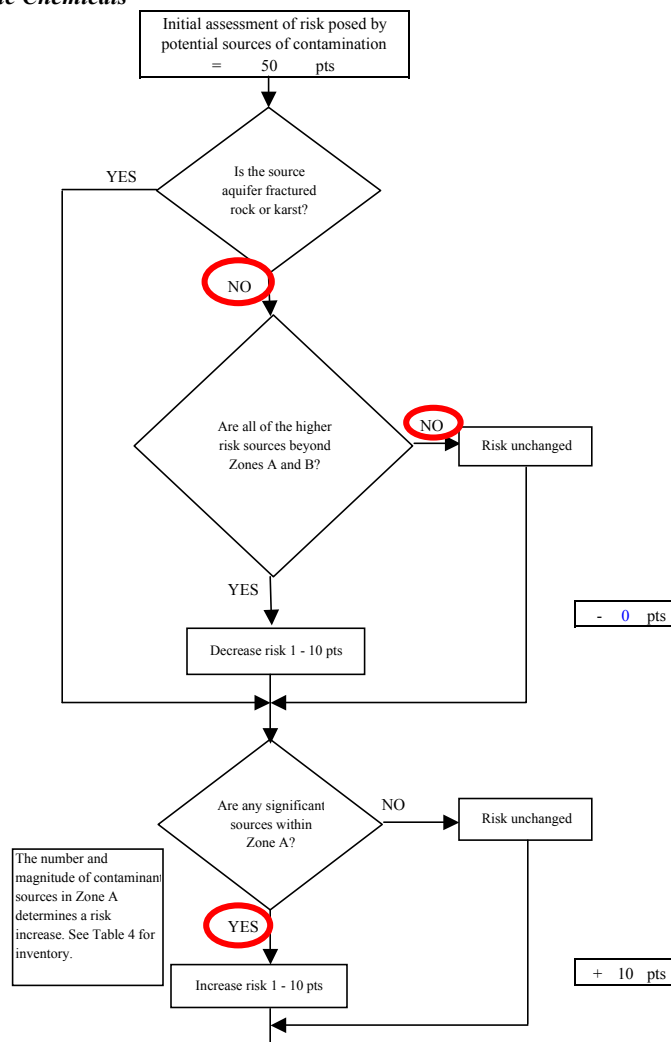 ic Chemicals
Initial assessment of risk posed by
potential sources of contamination
= 50 pts
Is the source
aquifer fractured
rock or karst?
YES
NO
Are all of the higher
risk sources beyond
Zones A and B?
NO
Risk unchanged
YES
- 0 pts
Decrease risk 1 - 10 pts
Are any significant
sources within
Zone A?
NO
Risk unchanged
The number and
magnitude of contaminant
sources in Zone A
determines a risk
increase. See Table 4 for
inventory.
YES
+ 10 pts
Increase risk 1 - 10 pts